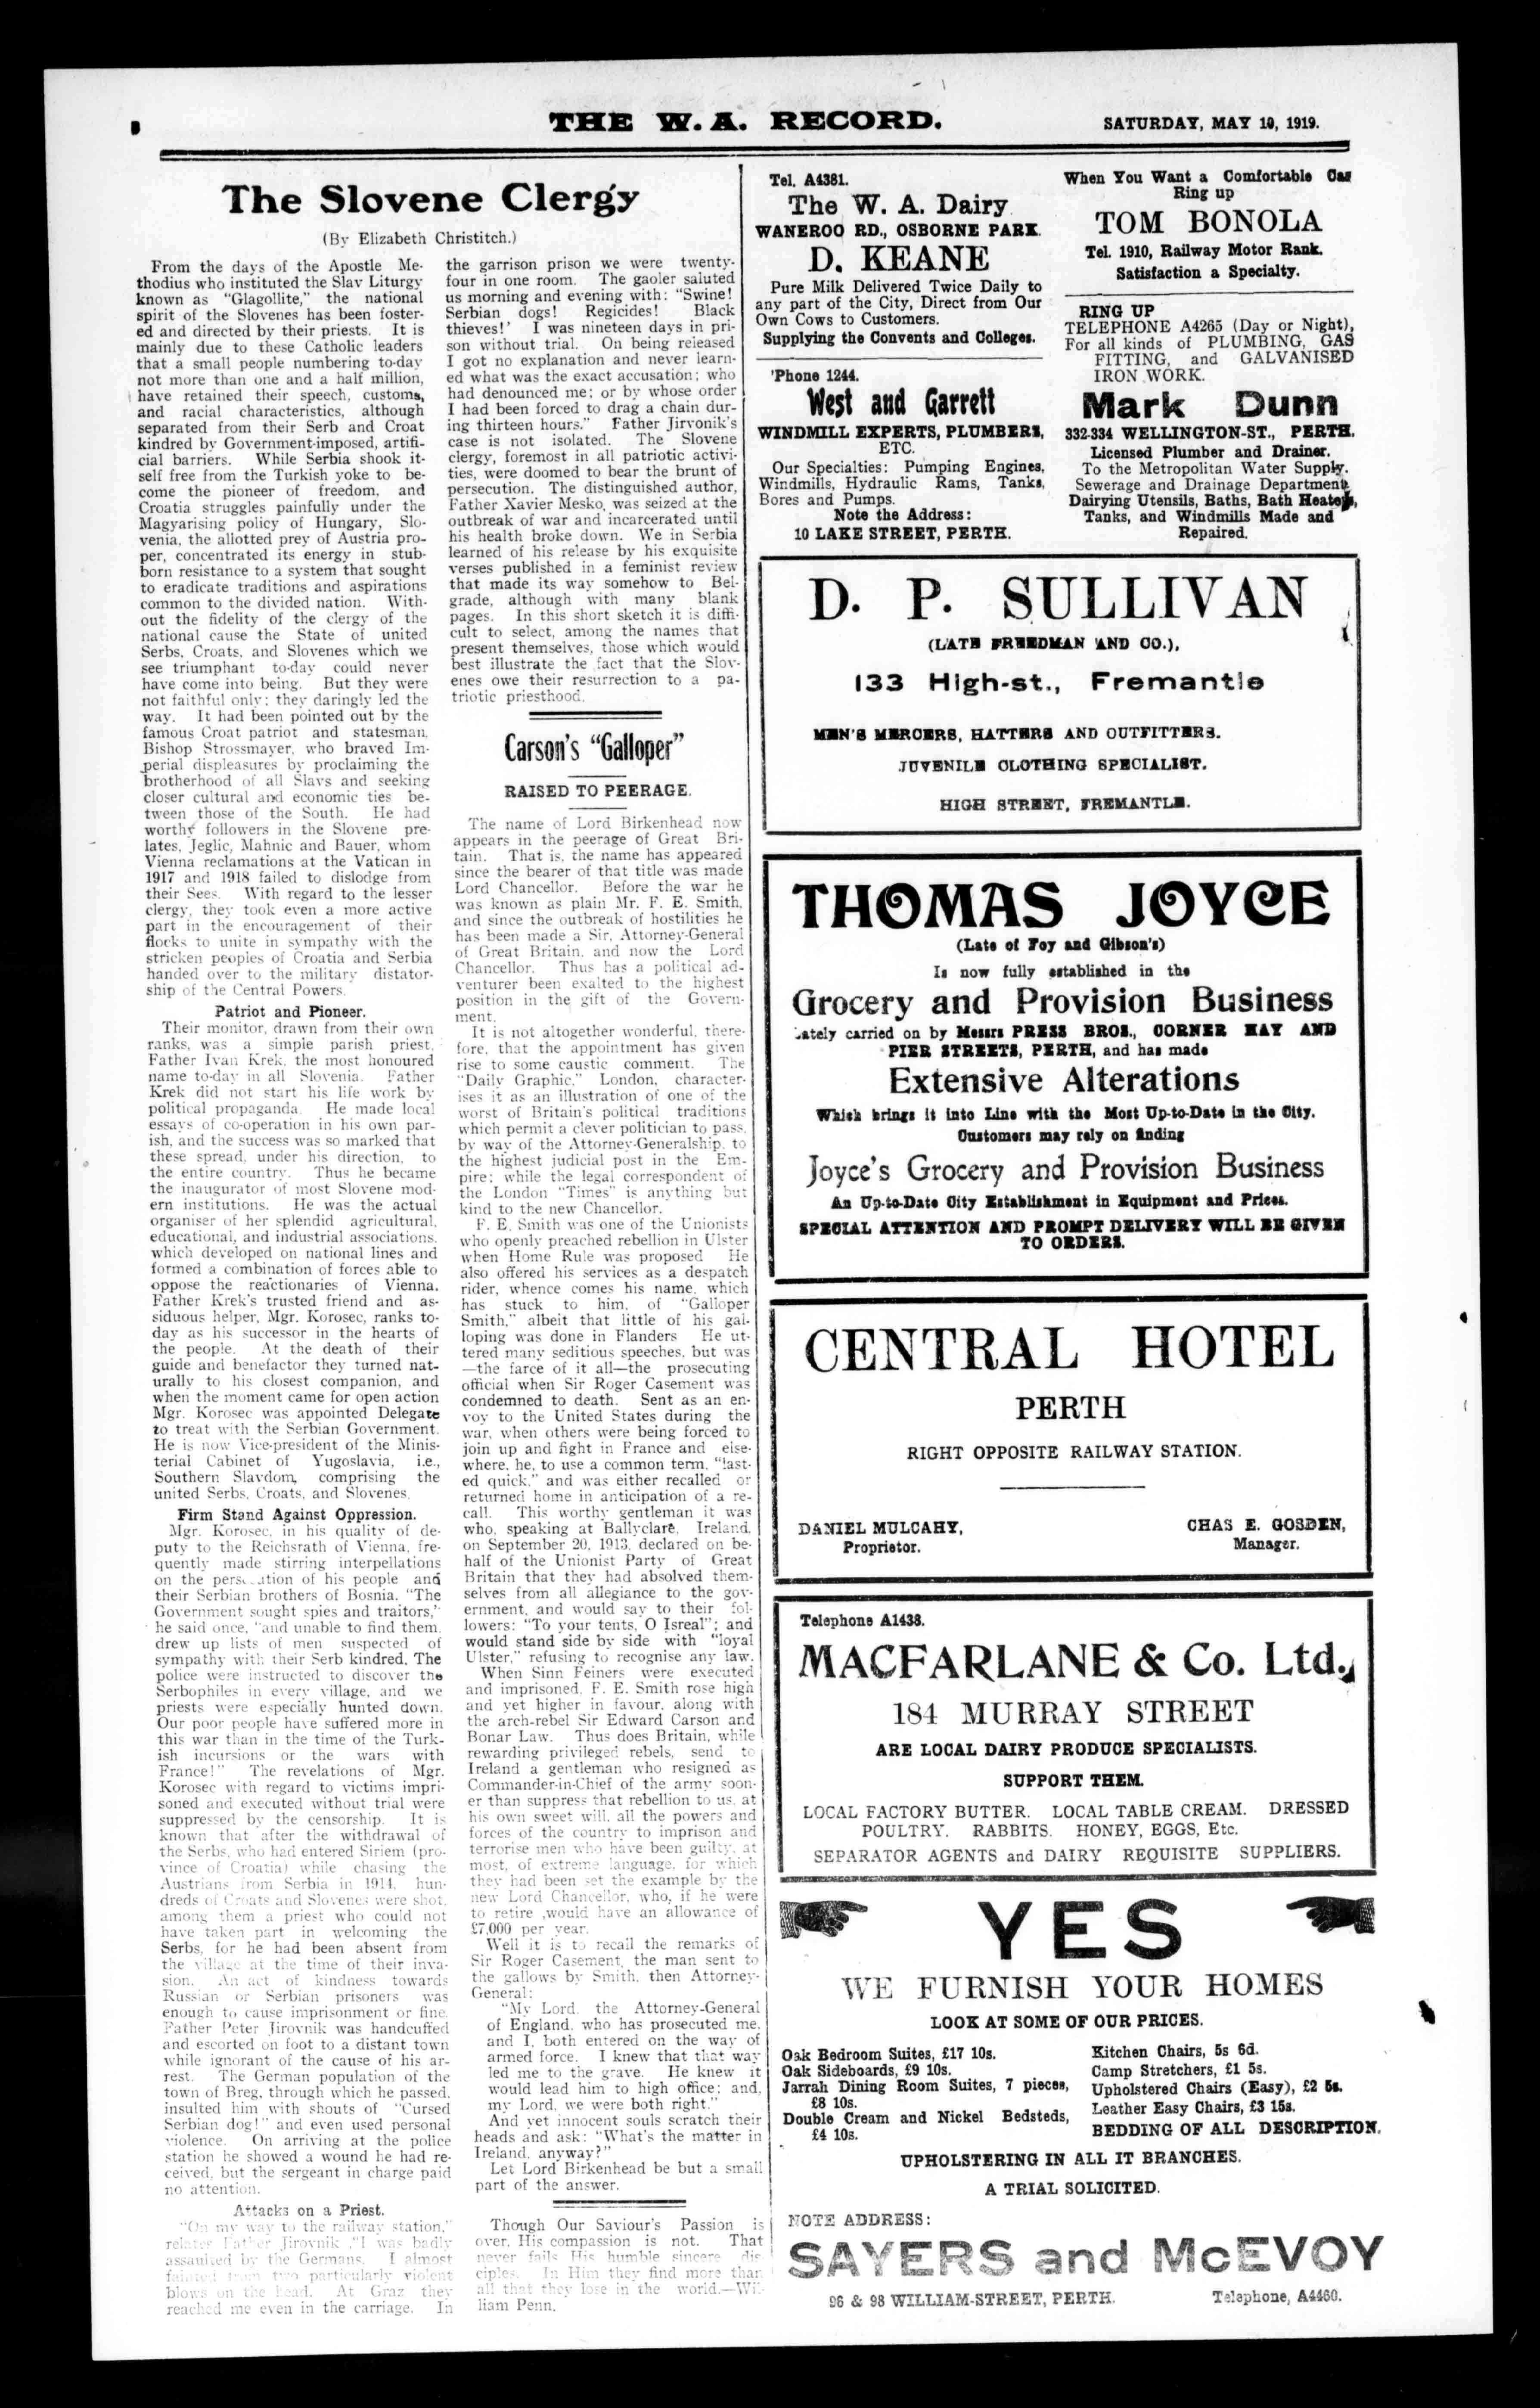 THE W. A. RECORD.
SATURDAY, MAY 10, 1919.
The Slovene Clergy
(By Elizabeth Christitch.)
From the days of the Apostle Me-
thodius who instituted the Slav Liturgy
known as "Glagollite," the national
spirit of the Slovenes has been foster-
ed and directed by their priests. It is
mainly due to these Catholic leaders
that a small people numbering to-day
not more than one and a half million,
have retained their speech, customs,
and racial characteristics, although
separated from their Serb and Croat
kindred by Government-imposed, artifi-
cial barriers. While Serbia shook it-
self free from the Turkish yoke to be-
come the pioneer of freedom, and
Croatia struggles painfully under the
Magyarising policy of Hungary, Slo-
venia, the allotted prey of Austria pro-
per, concentrated its energy in stub-
born resistance to a system that sought
to eradicate traditions and aspirations
common to the divided nation. With-
out the fidelity of the clergy of the
national cause the State of united
Serbs, Croats, and Slovenes which we
see triumphant to-day could never
have come into being. But they were
not faithful only; they daringly led the
way. It had been pointed out by the
famous Croat patriot and statesman,
Bishop Strossmayer, who braved Im-
perial displeasures by proclaiming the
brotherhood of all Slavs and seeking
closer cultural and economic ties be-
tween those of the South. He had
worthy followers in the Slovene pre-
lates, Jeglic, Mahnic and Bauer, whom
Vienna reclamations at the Vatican in
1917 and 1918 failed to dislodge from
their Sees. With regard to the lesser
clergy, they took even a more active
part in the encouragement of their
flocks to unite in sympathy with the
stricken peoples of Croatia and Serbia
handed over to the military distator-
ship of the Central Powers.
Patriot and Pioneer.
Their monitor, drawn from their own
ranks, was a simple parish priest,
Father Ivan Krek, the most honoured
name to-day in all Slovenia. Father
Krek did not start his life work by
political propaganda. He made local
essays of co-operation in his own par-
ish, and the success was so marked that
these spread, under his direction, to
the entire country. Thus he became
the inaugurator of most Slovene mod-
ern institutions. He was the actual
organiser of her splendid agricultural,
educational, and industrial associations,
which developed on national lines and
formed a combination of forces able to
oppose the reactionaries of Vienna.
Father Krek's trusted friend and as-
siduous helper, Mgr. Korosec, ranks to-
day as his successor in the hearts of
the people. At the death of their
guide and benefactor they turned nat-
urally to his closest companion, and
when the moment came for open action
Mgr. Korosec was appointed Delegate
to treat with the Serbian Government.
He is now Vice-president of the Minis-
terial Cabinet of Yugoslavia, i.e.,
Southern Slavdom, comprising the
united Serbs, Croats, and Slovenes.
Firm Stand Against Oppression.
Mgr. Korosec, in his quality of de-
puty to the Reichsrath of Vienna, fre-
quently made stirring interpellations
on the persecution of his people and
their Serbian brothers of Bosnia. "The
Government sought spies and traitors,"
he said once, "and unable to find them,
drew up lists of men suspected of
sympathy with their Serb kindred. The
police were instructed to discover the
Serbophiles in every village, and we
priests were especially hunted down.
Our poor people have suffered more in
this war than in the time of the Turk-
ish incursions or the wars with
France!" The revelations of Mgr.
Korosec with regard to victims impri-
soned and executed without trial were
suppressed by the censorship. It is
known that after the withdrawal of
the Serbs, who had entered Siriem (pro-
vince of Croatia) while chasing the
Austrians from Serbia in 1914, hun-
dreds of Croats and Slovenes were shot,
among them a priest who could not
have taken part in welcoming the
Serbs, for he had been absent from
the village at the time of their inva-
sion. An act of kindness towards
Russian or Serbian prisoners was
enough to cause imprisonment or fine.
Father Peter Jirovnik was handcuffed
and escorted on foot to a distant town
while ignorant of the cause of his ar-
rest. The German population of the
town of Breg, through which he passed,
insulted him with shouts of "Cursed
Serbian dog!" and even used personal
violence. On arriving at the police
station he showed a wound he had re-
ceived, but the sergeant in charge paid
no attention.
Attacks on a Priest.
"On my way to the railway station,"
relates Father Jirovnik ,"I was badly
assaulted by the Germans. I almost
fainted from two particularly violent
blows on the head. At Graz they
reached me even in the carriage. In
the garrison prison we were twenty-
four in one room. The gaoler saluted
us morning and evening with: "Swine!
Serbian dogs! Regicides! Black
thieves!' I was nineteen days in pri-
son without trial. On being released
I got no explanation and never learn-
ed what was the exact accusation; who
had denounced me; or by whose order
I had been forced to drag a chain dur-
ing thirteen hours." Father Jirvonik's
case is not isolated. The Slovene
clergy, foremost in all patriotic activi-
ties, were doomed to bear the brunt of
persecution. The distinguished author,
Father Xavier Mesko, was seized at the
outbreak of war and incarcerated until
his health broke down. We in Serbia
learned of his release by his exquisite
verses published in a feminist review
that made its way somehow to Bel-
grade, although with many blank
pages. In this short sketch it is diffi-
cult to select, among the names that
present themselves, those which would
best illustrate the fact that the Slov-
enes owe their resurrection to a pa-
triotic priesthood.
Carson's "Galloper"
RAISED TO PEERAGE.
The name of Lord Birkenhead now
appears in the peerage of Great Bri-
tain. That is, the name has appeared
since the bearer of that title was made
Lord Chancellor. Before the war he
was known as plain Mr. F. E. Smith,
and since the outbreak of hostilities he
has been made a Sir, Attorney-General
of Great Britain, and now the Lord
Chancellor. Thus has a political ad-
venturer been exalted to the highest
position in the gift of the Govern-
ment.
It is not altogether wonderful, there-
fore, that the appointment has given
rise to some caustic comment. The
"Daily Graphic," London, character-
ises it as an illustration of one of the
worst of Britain's political traditions
which permit a clever politician to pass,
by way of the Attorney-Generalship, to
the highest judicial post in the Em-
pire; while the legal correspondent of
the London "Times" is anything but
kind to the new Chancellor.
F. E. Smith was one of the Unionists
who openly preached rebellion in Ulster
when Home Rule was proposed He
also offered his services as a despatch
rider, whence comes his name, which
has stuck to him, of "Galloper
Smith," albeit that little of his gal-
loping was done in Flanders He ut-
tered many seditious speeches, but was
—the farce of it all—the prosecuting
official when Sir Roger Casement was
condemned to death. Sent as an en-
voy to the United States during the
war, when others were being forced to
join up and fight in France and else-
where, he, to use a common term, "last-
ed quick," and was either recalled or
returned home in anticipation of a re-
call. This worthy gentleman it was
who, speaking at Ballyclare, Ireland,
on September 20, 1913, declared on be-
half of the Unionist Party of Great
Britain that they had absolved them-
selves from all allegiance to the gov-
ernment, and would say to their fol-
lowers: "To your tents, O Isreal"; and
would stand side by side with "loyal
Ulster," refusing to recognise any law.
When Sinn Feiners were executed
and imprisoned, F. E. Smith rose high
and yet higher in favour, along with
the arch-rebel Sir Edward Carson and
Bonar Law. Thus does Britain, while
rewarding privileged rebels, send to
Ireland a gentleman who resigned as
Commander-in-Chief of the army soon-
er than suppress that rebellion to us, at
his own sweet will, all the powers and
forces of the country to imprison and
terrorise men who have been guilty, at
most, of extreme language, for which
they had been set the example by the
new Lord Chancellor, who, if he were
to retire ,would have an allowance of
£7,000 per year.
Well it is to recall the remarks of
Sir Roger Casement, the man sent to
the gallows by Smith, then Attorney-
General:
"My Lord, the Attorney-General
of England, who has prosecuted me,
and I, both entered on the way of
armed force. I knew that that way
led me to the grave. He knew it
would lead him to high office; and,
my Lord, we were both right."
And yet innocent souls scratch their
heads and ask: "What's the matter in
Ireland, anyway?"
Let Lord Birkenhead be but a small
part of the answer.
Though Our Saviour's Passion is
over, His compassion is not. That
never fails His humble sincere dis
ciples. In Him they find more than
all that they lose in the world.—Wil-
liam Penn.
Tel. A4381.
The W. A. Dairy
WANEROO RD., OSBORNE PARK.
D. KEANE
Pure Milk Delivered Twice Daily to
any part of the City, Direct from Our
Own Cows to Customers.
Supplying the Convents and Colleges.
'Phone 1244.
West and Garrett
WINDMILL EXPERTS, PLUMBERS,
ETC.
Our Specialties: Pumping Engines,
Windmills, Hydraulic Rams, Tanks,
Bores and Pumps.
Note the Address:
10 LAKE STREET, PERTH.
When You Want a Comfortable Car
Ring up
TOM BONOLA
Tel. 1910, Railway Motor Rank.
Satisfaction a Specialty.
RING UP
TELEPHONE A4265 (Day or Night),
For all kinds of PLUMBING, GAS
FITTING, and GALVANISED
IRON WORK.
Mark Dunn
332-334 WELLINGTON-ST., PERTH.
Licensed Plumber and Drainer.
To the Metropolitan Water Supply.
Sewerage and Drainage Department.
Dairying Utensils, Baths, Bath Heaters,
Tanks, and Windmills Made and
Repaired.
D. P. SULLIVAN
(LATE FREEDMAN AND CO.),
133 High-st., Fremantle
MEN'S MERCERS, HATTERS AND OUTFITTERS.
JUVENILE CLOTHING SPECIALIST.
HIGH STREET, FREMANTLE.
THOMAS JOYCE
(Late of Foy and Gibson's)
Is now fully established in the
Grocery and Provision Business
Lately carried on by Messrs PRESS BROS., CORNER HAY AND
PIER STREETS, PERTH, and has made
Extensive Alterations
Which brings it into Line with the Most Up-to-Date in the City.
Customers may rely on finding
Joyce's Grocery and Provision Business
An Up-to-Date City Establishment in Equipment and Prices.
SPECIAL ATTENTION AND PROMPT DELIVERY WILL BE GIVEN
TO ORDERS.
CENTRAL HOTEL
PERTH
RIGHT OPPOSITE RAILWAY STATION.
DANIEL MULCAHY,
Proprietor.
CHAS E. GOSDEN,
Manager.
Telephone A1438.
MACFARLANE & Co. Ltd.,
184 MURRAY STREET
ARE LOCAL DAIRY PRODUCE SPECIALISTS.
SUPPORT THEM.
LOCAL FACTORY BUTTER. LOCAL TABLE CREAM. DRESSED
POULTRY. RABBITS. HONEY, EGGS, Etc.
SEPARATOR AGENTS and DAIRY REQUISITE SUPPLIERS.
YES
WE FURNISH YOUR HOMES
LOOK AT SOME OF OUR PRICES.
Oak Bedroom Suites, £17 10s.
Oak Sideboards, £9 10s.
Jarrah Dining Room Suites, 7 pieces,
£8 10s.
Double Cream and Nickel Bedsteds,
£4 10s.
Kitchen Chairs, 5s 6d.
Camp Stretchers, £1 5s.
Upholstered Chairs (Easy), £2 5s.
Leather Easy Chairs, £3 15s.
BEDDING OF ALL DESCRIPTION.
UPHOLSTERING IN ALL IT BRANCHES.
A TRIAL SOLICITED.
NOTE ADDRESS:
SAYERS and McEVOY
96 & 98 WILLIAM-STREET, PERTH.
Telephone, A4460.